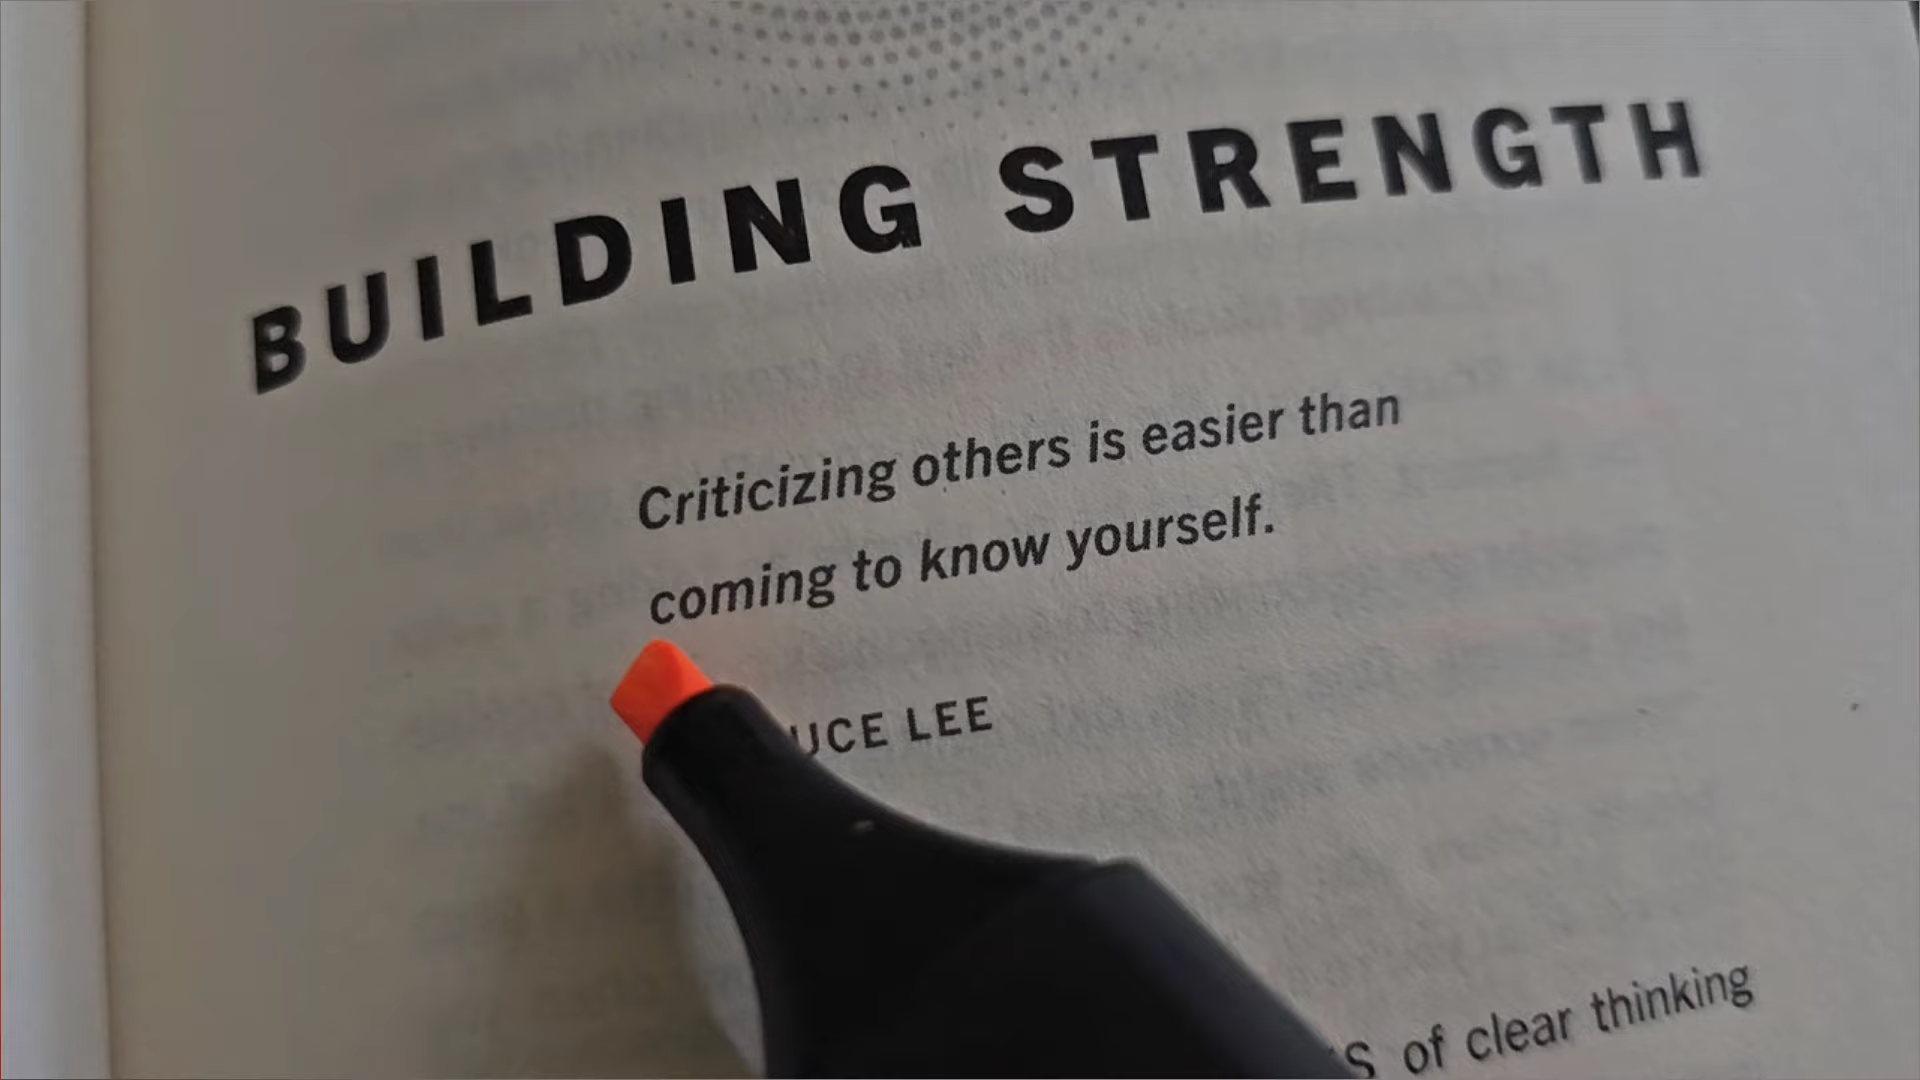 BUILDING STRENGTH
Criticizing others is easier than
coming to know yourself.
UCE LEE
of clear thinking